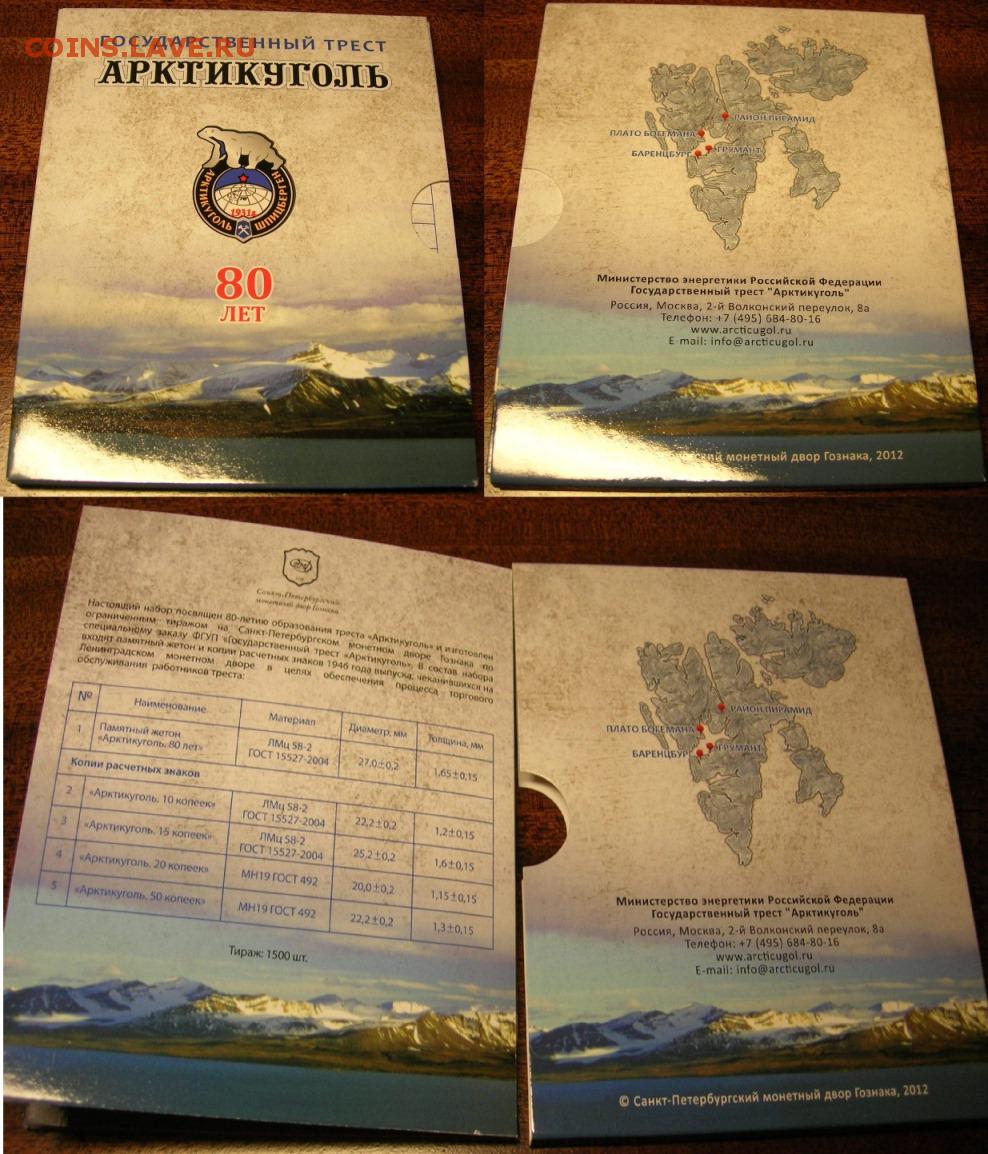 COINS.LAVE.RU
ГОСУДАРСТВЕННЫЙ ТРЕСТ
АРКТИКУГОЛЬ
АРКТИКУГОЛЬ ШПИЦБЕРГЕН
1931г
80
ЛЕТ
РАЙОН ПИРАМИД
ПЛАТО БОГЕМАНА
ГРУМАНТ
БАРЕНЦБУРГ
Министерство энергетики Российской Федерации
Государственный трест "Арктикуголь"
Россия, Москва, 2-й Волконский переулок, 8а
Телефон: +7 (495) 684-80-16
www.arcticugol.ru
E-mail: info@arcticugol.ru
монетный двор Гознака, 2012
Санкт-Петербургский
монетный двор Гознака
Настоящий набор посвящен 80-летию образования треста «Арктикуголь» и изготовлен
ограниченным тиражом на Санкт-Петербургском монетном дворе Гознака по
специальному заказу ФГУП «Государственный трест «Арктикуголь». В состав набора
входят памятный жетон и копии расчетных знаков 1946 года выпуска, чеканившихся на
Ленинградском монетном дворе в целях обеспечения процесса торгового
обслуживания работников треста:
№ Наименование Материал Диаметр, мм Толщина, мм
1 Памятный жетон «Арктикуголь. 80 лет» ЛМц 58-2 ГОСТ 15527-2004 27,0±0,2 1,65±0,15
Копии расчетных знаков
2 «Арктикуголь. 10 копеек» ЛМц 58-2 ГОСТ 15527-2004 22,2±0,2 1,2±0,15
3 «Арктикуголь. 15 копеек» ЛМц 58-2 ГОСТ 15527-2004 25,2±0,2 1,6±0,15
4 «Арктикуголь. 20 копеек» МН19 ГОСТ 492 20,0±0,2 1,15±0,15
5 «Арктикуголь. 50 копеек» МН19 ГОСТ 492 22,2±0,2 1,3±0,15
Тираж: 1500 шт.
РАЙОН ПИРАМИД
ПЛАТО БОГЕМАНА
ГРУМАНТ
БАРЕНЦБУРГ
Министерство энергетики Российской Федерации
Государственный трест "Арктикуголь"
Россия, Москва, 2-й Волконский переулок, 8а
Телефон: +7 (495) 684-80-16
www.arcticugol.ru
E-mail: info@arcticugol.ru
© Санкт-Петербургский монетный двор Гознака, 2012